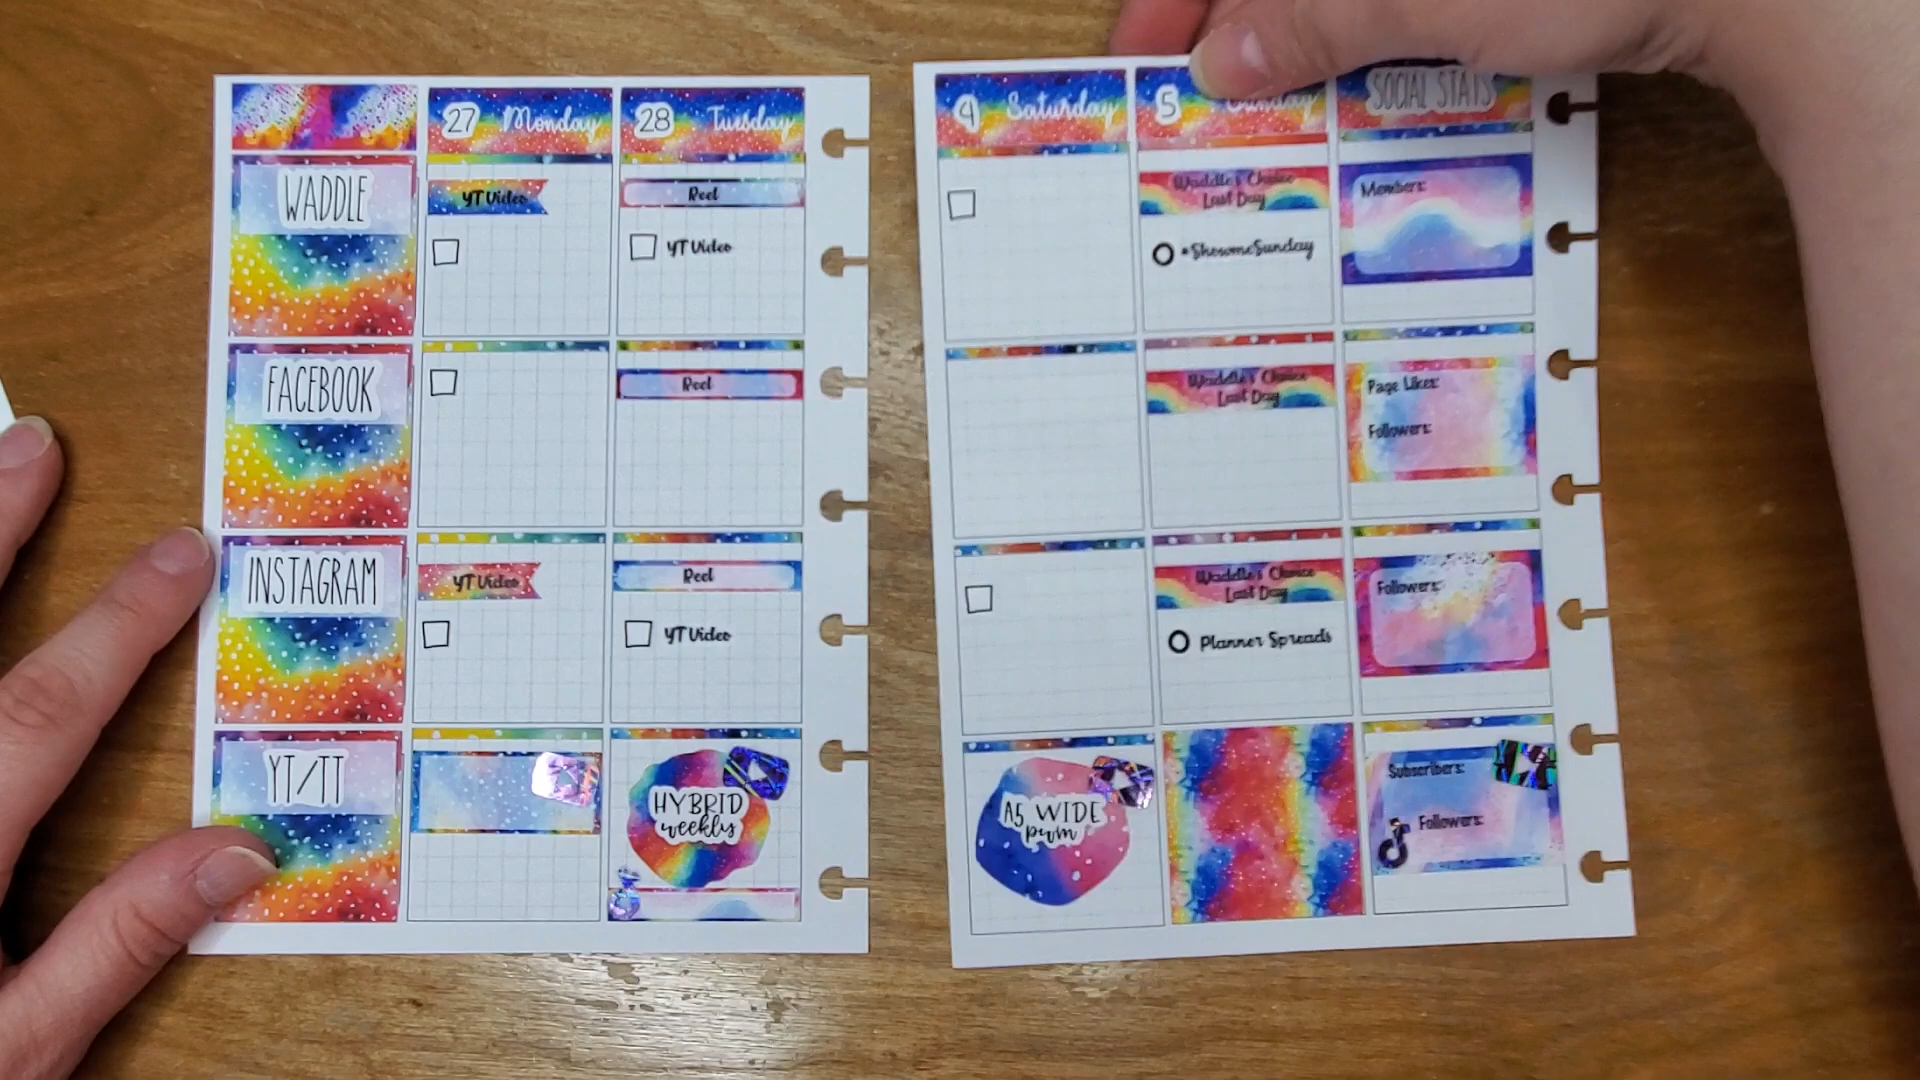 27 Monday
28 Tuesday
WADDLE
YT Video
Reel
YT Video
FACEBOOK
Reel
INSTAGRAM
YT Video
Reel
YT Video
YT/TT
HYBRID
weekly
4 Saturday
5 Sunday
SOCIAL STATS
Waddle's Choice
Last Day
#ShesomeSunday
Members:
Waddle's Choice
Last Day
Page Likes:
Followers:
Waddle's Choice
Last Day
Planner Spreads
Followers:
A5 WIDE
pwm
Subscribers:
Followers: